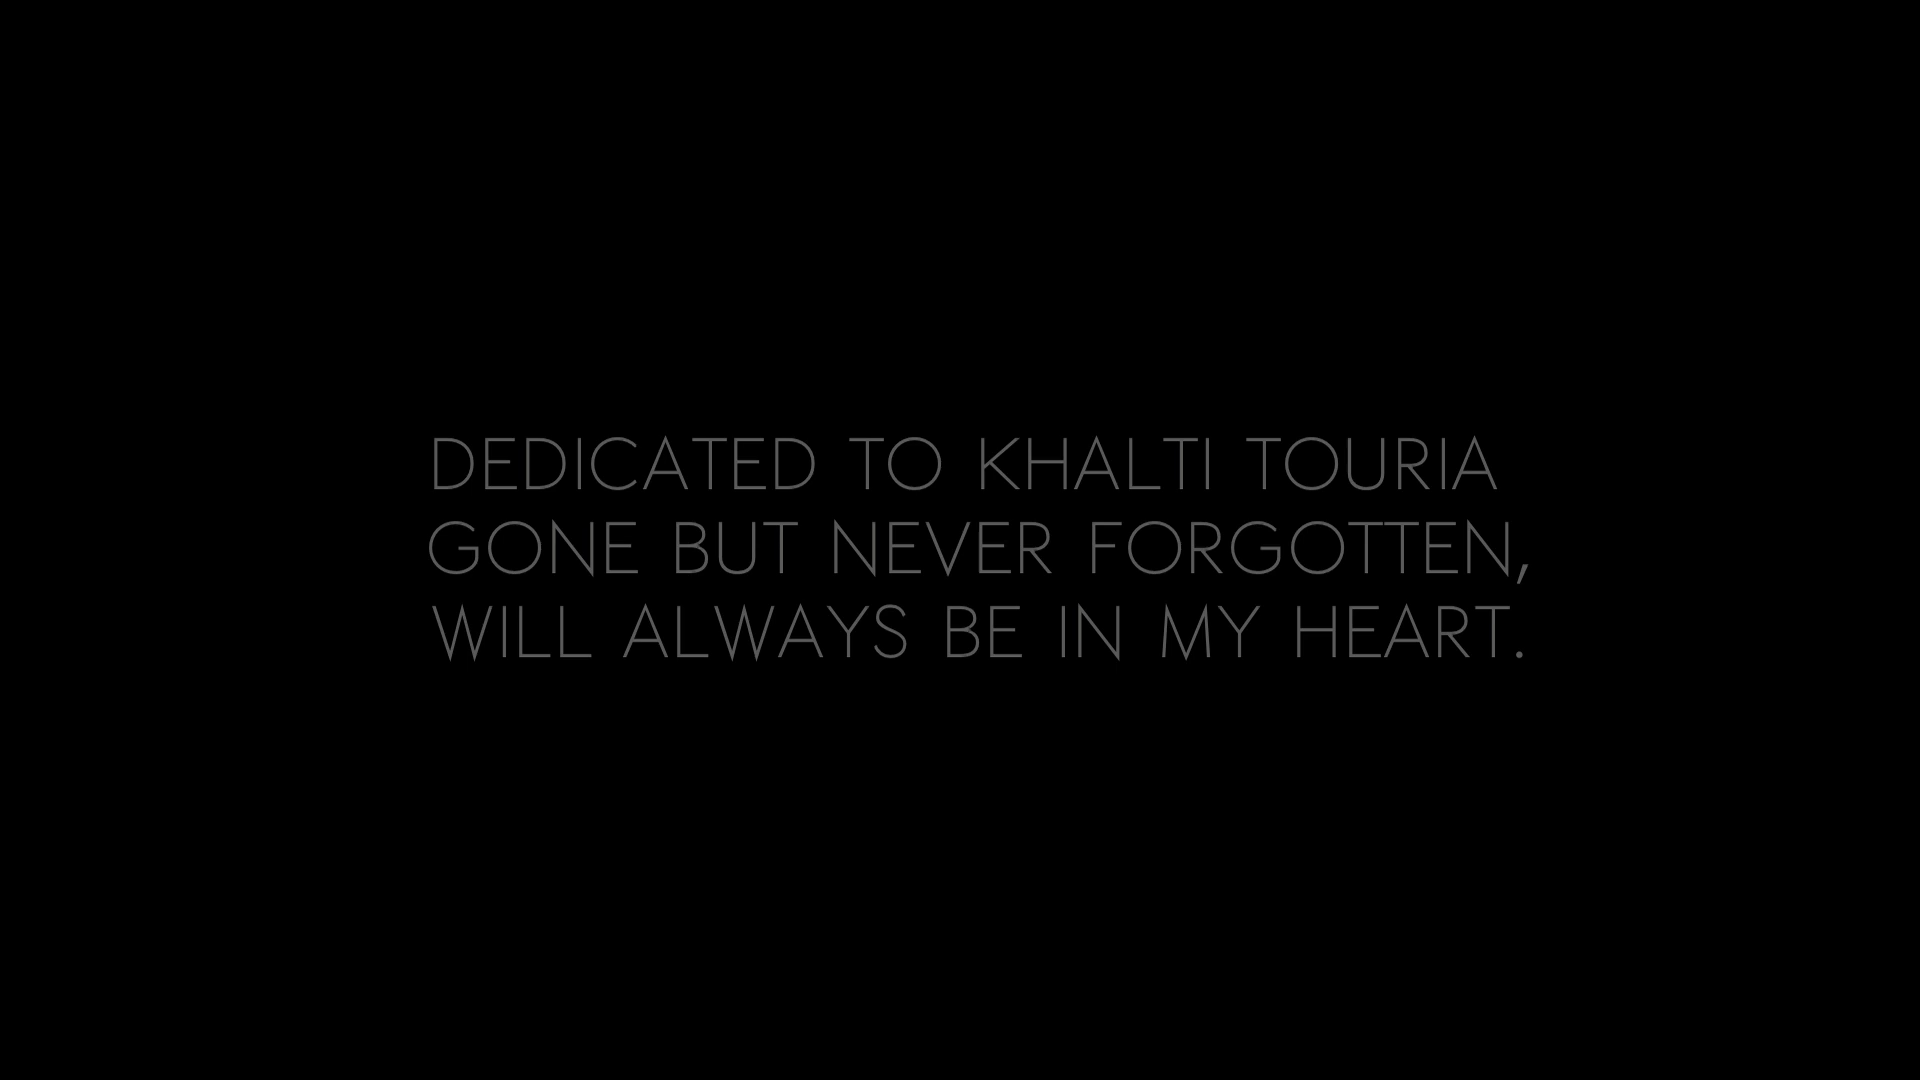 DEDICATED TO KHALTI TOURIA
GONE BUT NEVER FORGOTTEN,
WILL ALWAYS BE IN MY HEART.